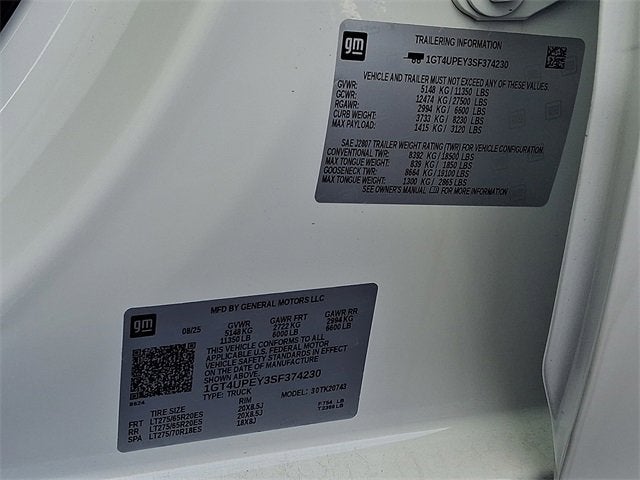 gm
TRAILERING INFORMATION
1GT4UPEY3SF374230
VEHICLE AND TRAILER MUST NOT EXCEED ANY OF THESE VALUES.
GVWR: 5148 KG / 11350 LBS
GCWR: 12474 KG / 27500 LBS
RGAWR: 2994 KG / 6600 LBS
CURB WEIGHT: 3733 KG / 8230 LBS
MAX PAYLOAD: 1415 KG / 3120 LBS
SAE J2807 TRAILER WEIGHT RATING (TWR) FOR VEHICLE CONFIGURATION.
CONVENTIONAL TWR: 8392 KG / 18500 LBS
MAX TONGUE WEIGHT: 839 KG / 1850 LBS
GOOSENECK TWR: 8664 KG / 19100 LBS
MAX TONGUE WEIGHT: 1300 KG / 2865 LBS
SEE OWNER'S MANUAL FOR MORE INFORMATION
gm
MFD BY GENERAL MOTORS LLC
08/25 GVWR GAWR FRT GAWR RR
5148 KG 2722 KG 2994 KG
11350 LB 6000 LB 6600 LB
THIS VEHICLE CONFORMS TO ALL
APPLICABLE U.S. FEDERAL MOTOR
VEHICLE SAFETY STANDARDS IN EFFECT
ON THE DATE OF MANUFACTURE
SHOWN ABOVE.
1GT4UPEY3SF374230
TYPE: TRUCK MODEL: 30TK20743
TIRE SIZE RIM
FRT LT275/65R20ES 20X8.5J
RR LT275/65R20ES 20X8.5J
SPA LT275/70R18ES 18X8J